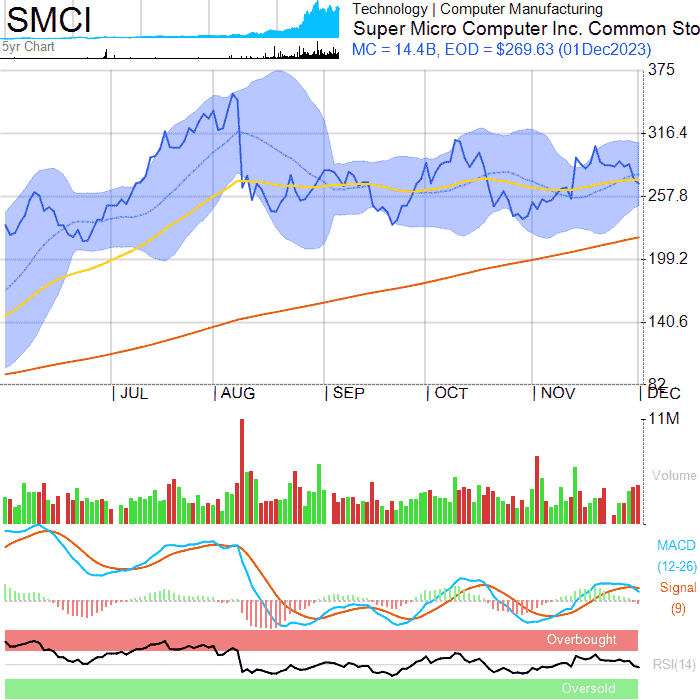 SMCI
5yr Chart
Technology | Computer Manufacturing
Super Micro Computer Inc. Common Sto
MC = 14.4B, EOD = $269.63 (01Dec2023)
375
316.4
257.8
199.2
140.6
82
JUL AUG SEP OCT NOV DEC
11M
Volume
MACD
(12-26)
Signal
(9)
Overbought
RSI(14)
Oversold